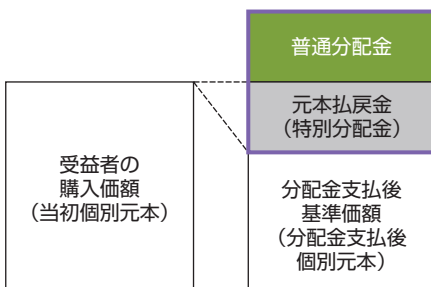 普通分配金
元本払戻金
（特別分配金）
受益者の
購入価額
（当初個別元本）
分配金支払後
基準価額
（分配金支払後
個別元本）